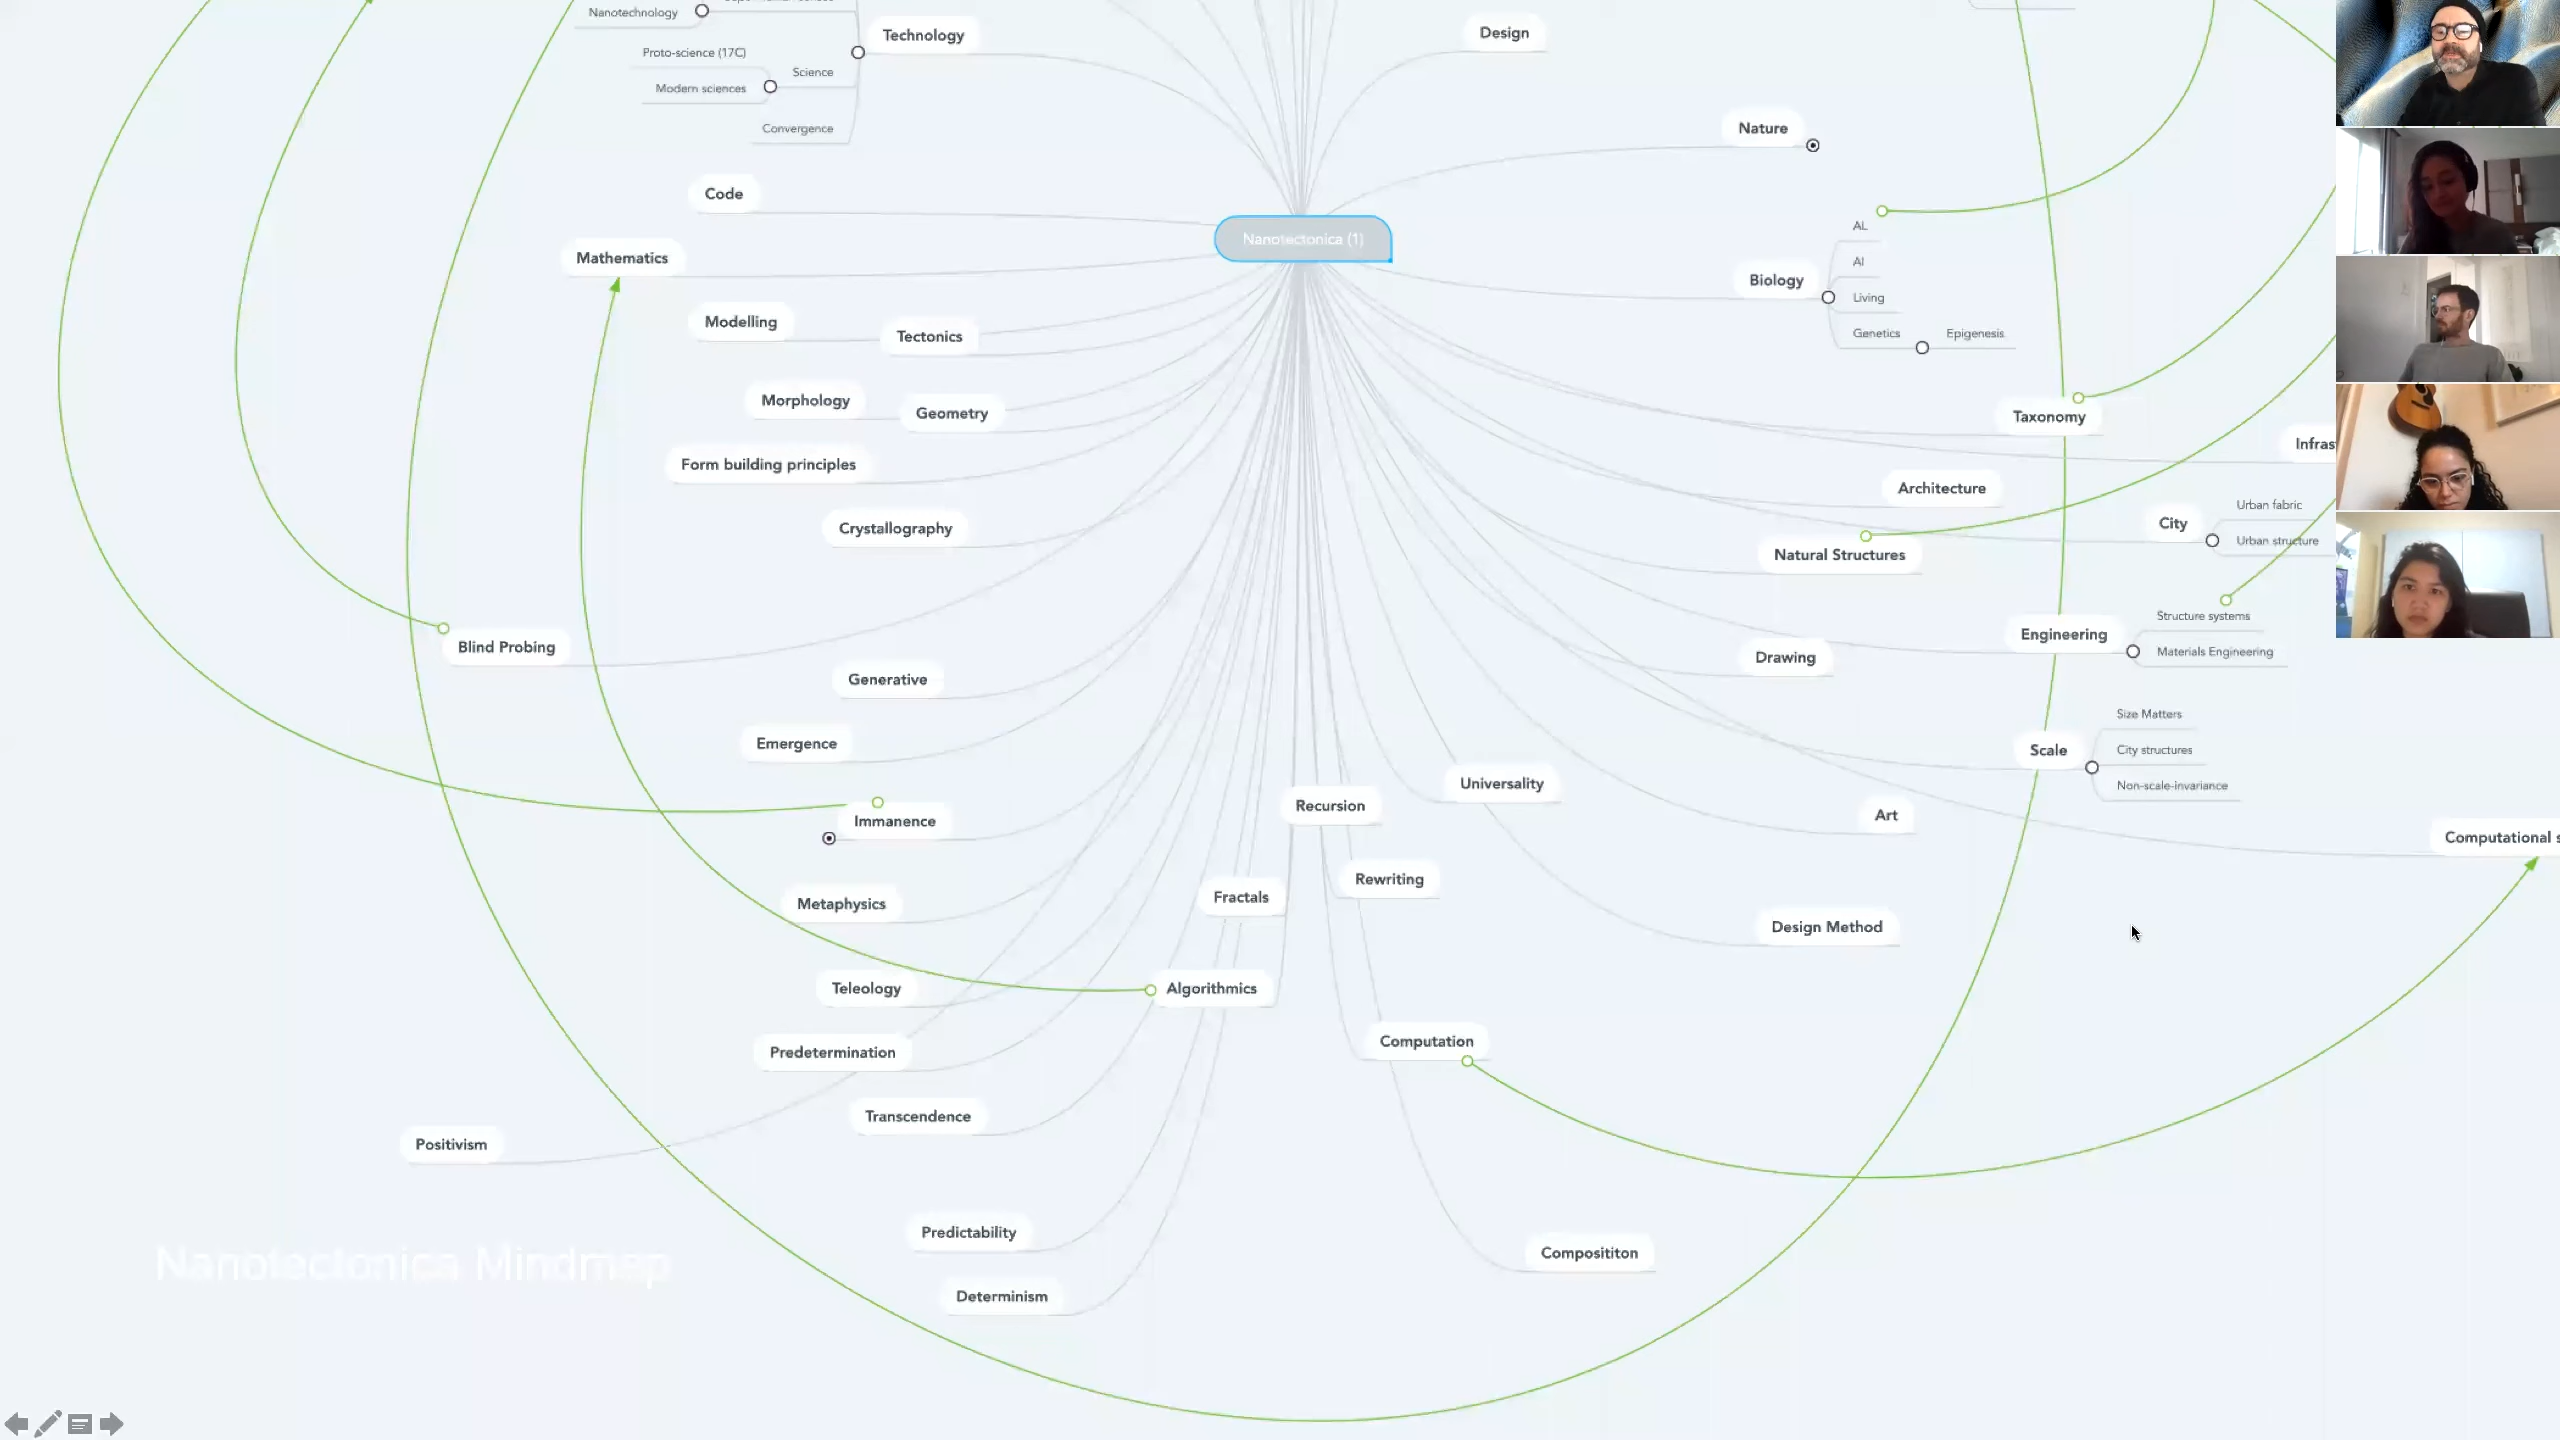 Nanotechnology
Technology
Design
Proto-science (17C)
Science
Modern sciences
Convergence
Nature
Code
Nanotectonica (1)
AL
Mathematics
AI
Biology
Living
Modelling
Tectonics
Genetics
Epigenesis
Morphology
Geometry
Taxonomy
Form building principles
Architecture
Urban fabric
City
Crystallography
Urban structure
Natural Structures
Structure systems
Engineering
Blind Probing
Drawing
Materials Engineering
Generative
Size Matters
Emergence
Scale
City structures
Universality
Non-scale-invariance
Recursion
Art
Immanence
Computational s
Rewriting
Fractals
Metaphysics
Design Method
Teleology
Algorithmics
Computation
Predetermination
Transcendence
Positivism
Predictability
Composititon
Nanotectonica Mindmap
Determinism